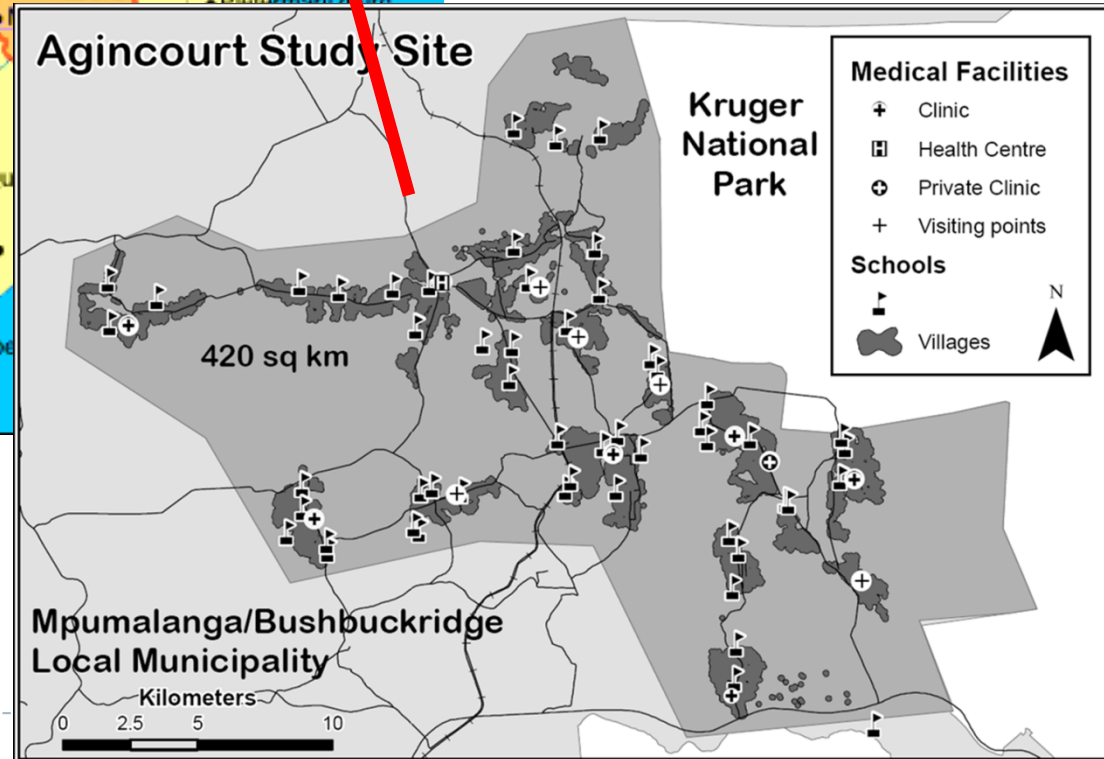 Agincourt Study Site
Kruger
National
Park
Medical Facilities
Clinic
H Health Centre
Private Clinic
Visiting points
Schools
Villages
N
420 sq km
Mpumalanga/Bushbuckridge
Local Municipality
Kilometers
0 2.5 5 10